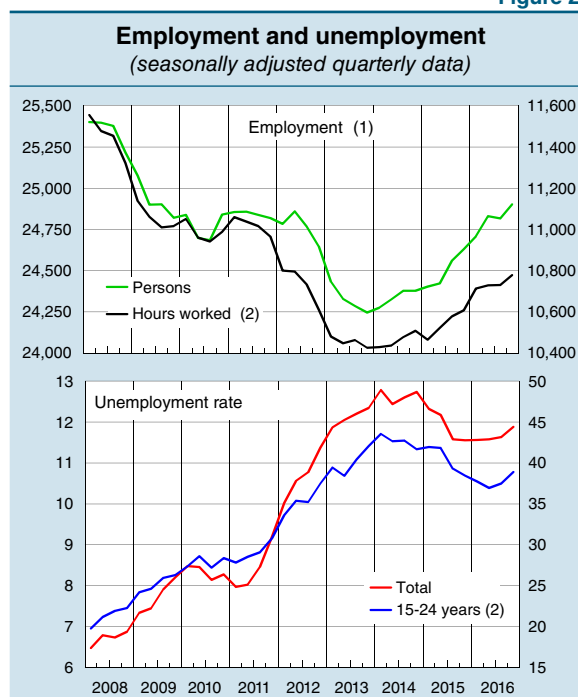 Employment and unemployment
(seasonally adjusted quarterly data)
25,500 11,600
Employment (1)
25,250 11,400
25,000 11,200
24,750 11,000
24,500 10,800
Persons
24,250 10,600
Hours worked (2)
24,000 10,400
13 50
Unemployment rate
12 45
11 40
10 35
9 30
8 25
Total
7 20
15-24 years (2)
6 15
2008 2009 2010 2011 2012 2013 2014 2015 2016